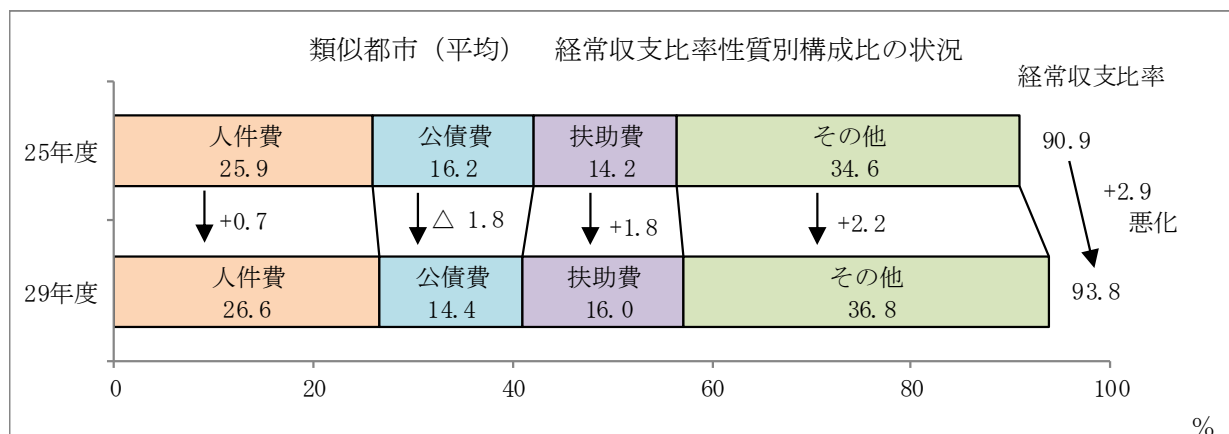 類似都市（平均）　経常収支比率性質別構成比の状況
経常収支比率
25年度
人件費
25.9
公債費
16.2
扶助費
14.2
その他
34.6
90.9
+0.7
△ 1.8
+1.8
+2.2
+2.9
悪化
29年度
人件費
26.6
公債費
14.4
扶助費
16.0
その他
36.8
93.8
0
20
40
60
80
100
%